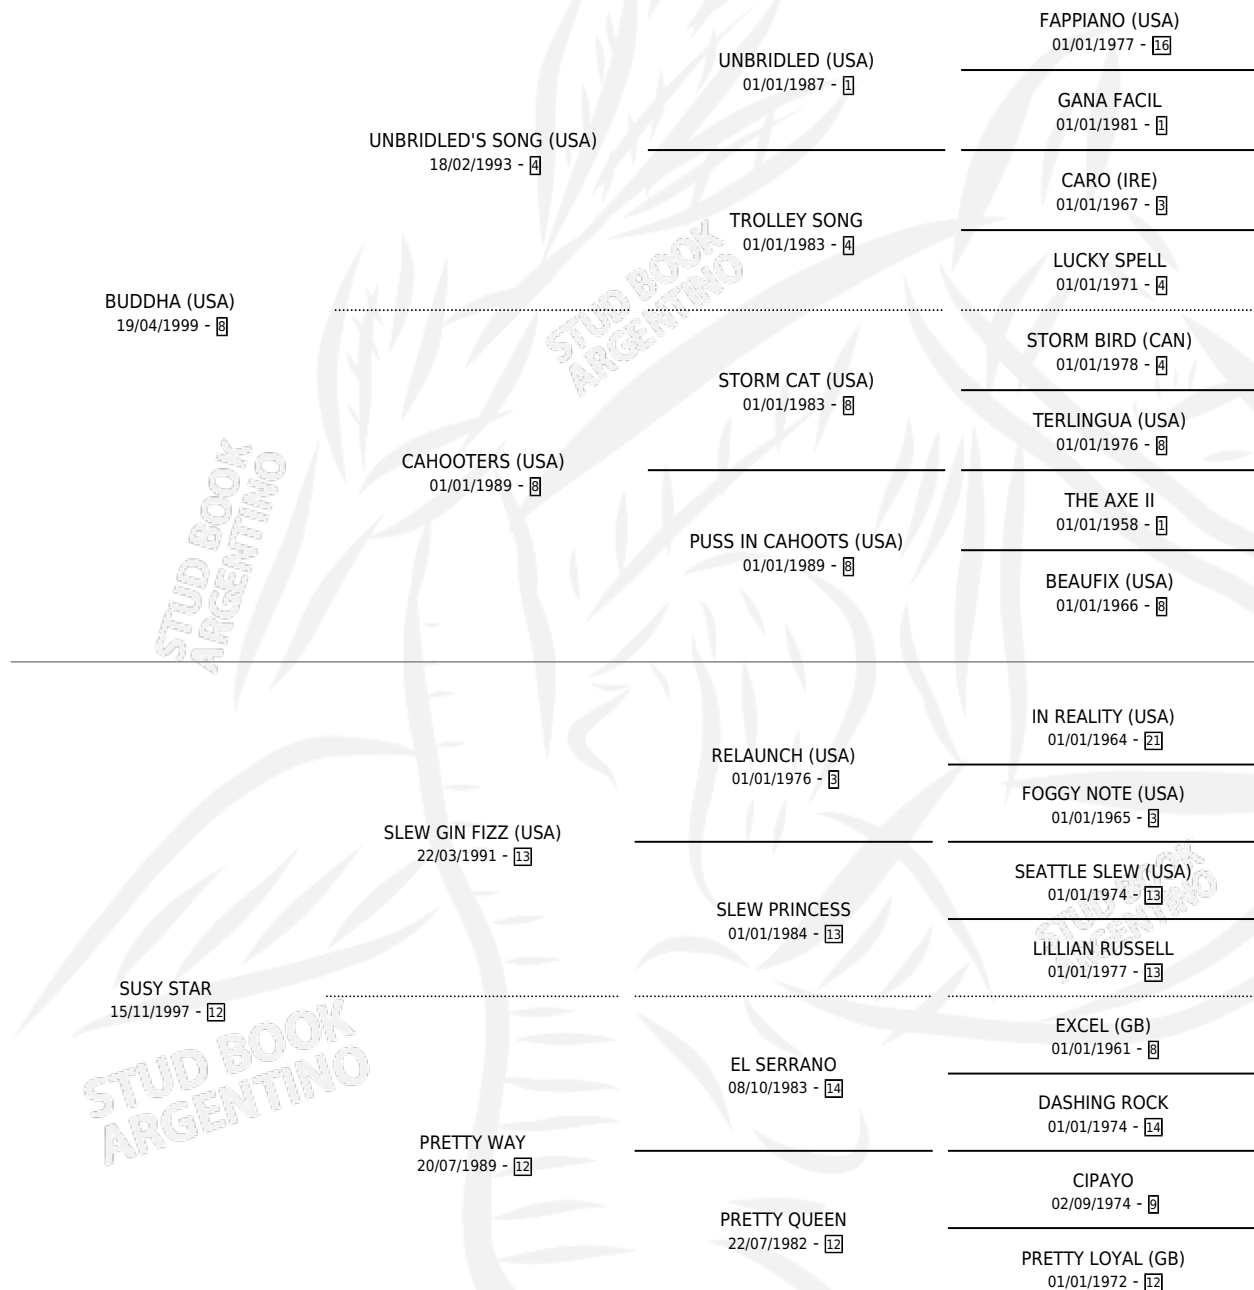 FAPPIANO (USA)
01/01/1977 - 16
UNBRIDLED (USA)
01/01/1987 - 1
GANA FACIL
01/01/1981 - 1
UNBRIDLED'S SONG (USA)
18/02/1993 - 4
CARO (IRE)
01/01/1967 - 3
TROLLEY SONG
01/01/1983 - 4
LUCKY SPELL
01/01/1971 - 4
BUDDHA (USA)
19/04/1999 - 8
STORM BIRD (CAN)
01/01/1978 - 4
STORM CAT (USA)
01/01/1983 - 8
TERLINGUA (USA)
01/01/1976 - 8
CAHOOTERS (USA)
01/01/1989 - 8
THE AXE II
01/01/1958 - 1
PUSS IN CAHOOTS (USA)
01/01/1989 - 8
BEAUFIX (USA)
01/01/1966 - 8
IN REALITY (USA)
01/01/1964 - 21
RELAUNCH (USA)
01/01/1976 - 3
FOGGY NOTE (USA)
01/01/1965 - 3
SLEW GIN FIZZ (USA)
22/03/1991 - 13
SEATTLE SLEW (USA)
01/01/1974 - 13
SLEW PRINCESS
01/01/1984 - 13
LILLIAN RUSSELL
01/01/1977 - 13
SUSY STAR
15/11/1997 - 12
EXCEL (GB)
01/01/1961 - 8
EL SERRANO
08/10/1983 - 14
DASHING ROCK
01/01/1974 - 14
PRETTY WAY
20/07/1989 - 12
CIPAYO
02/09/1974 - 9
PRETTY QUEEN
22/07/1982 - 12
PRETTY LOYAL (GB)
01/01/1972 - 12
STUD BOOK
ARGENTINO
STUD BOOK
ARGENTINO
STUD BOOK
ARGENTINO
STUD BOOK
ARGENTINO